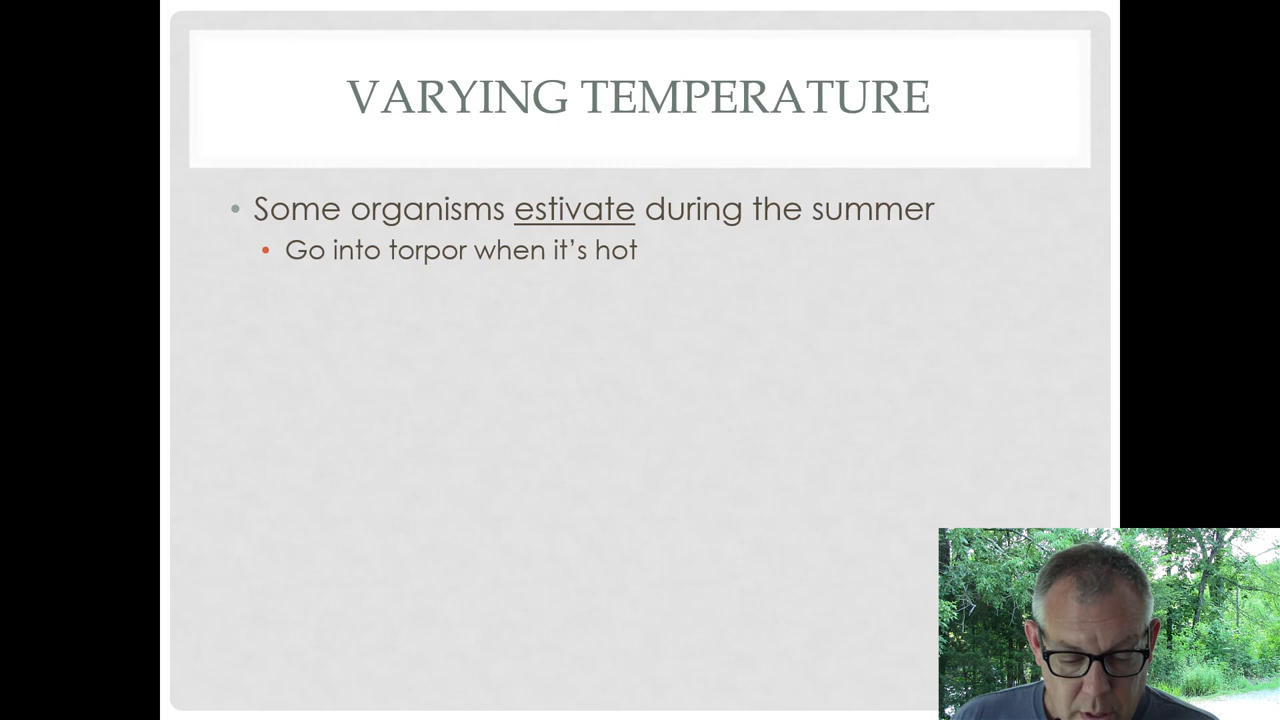 VARYING TEMPERATURE
• Some organisms estivate during the summer
• Go into torpor when it’s hot